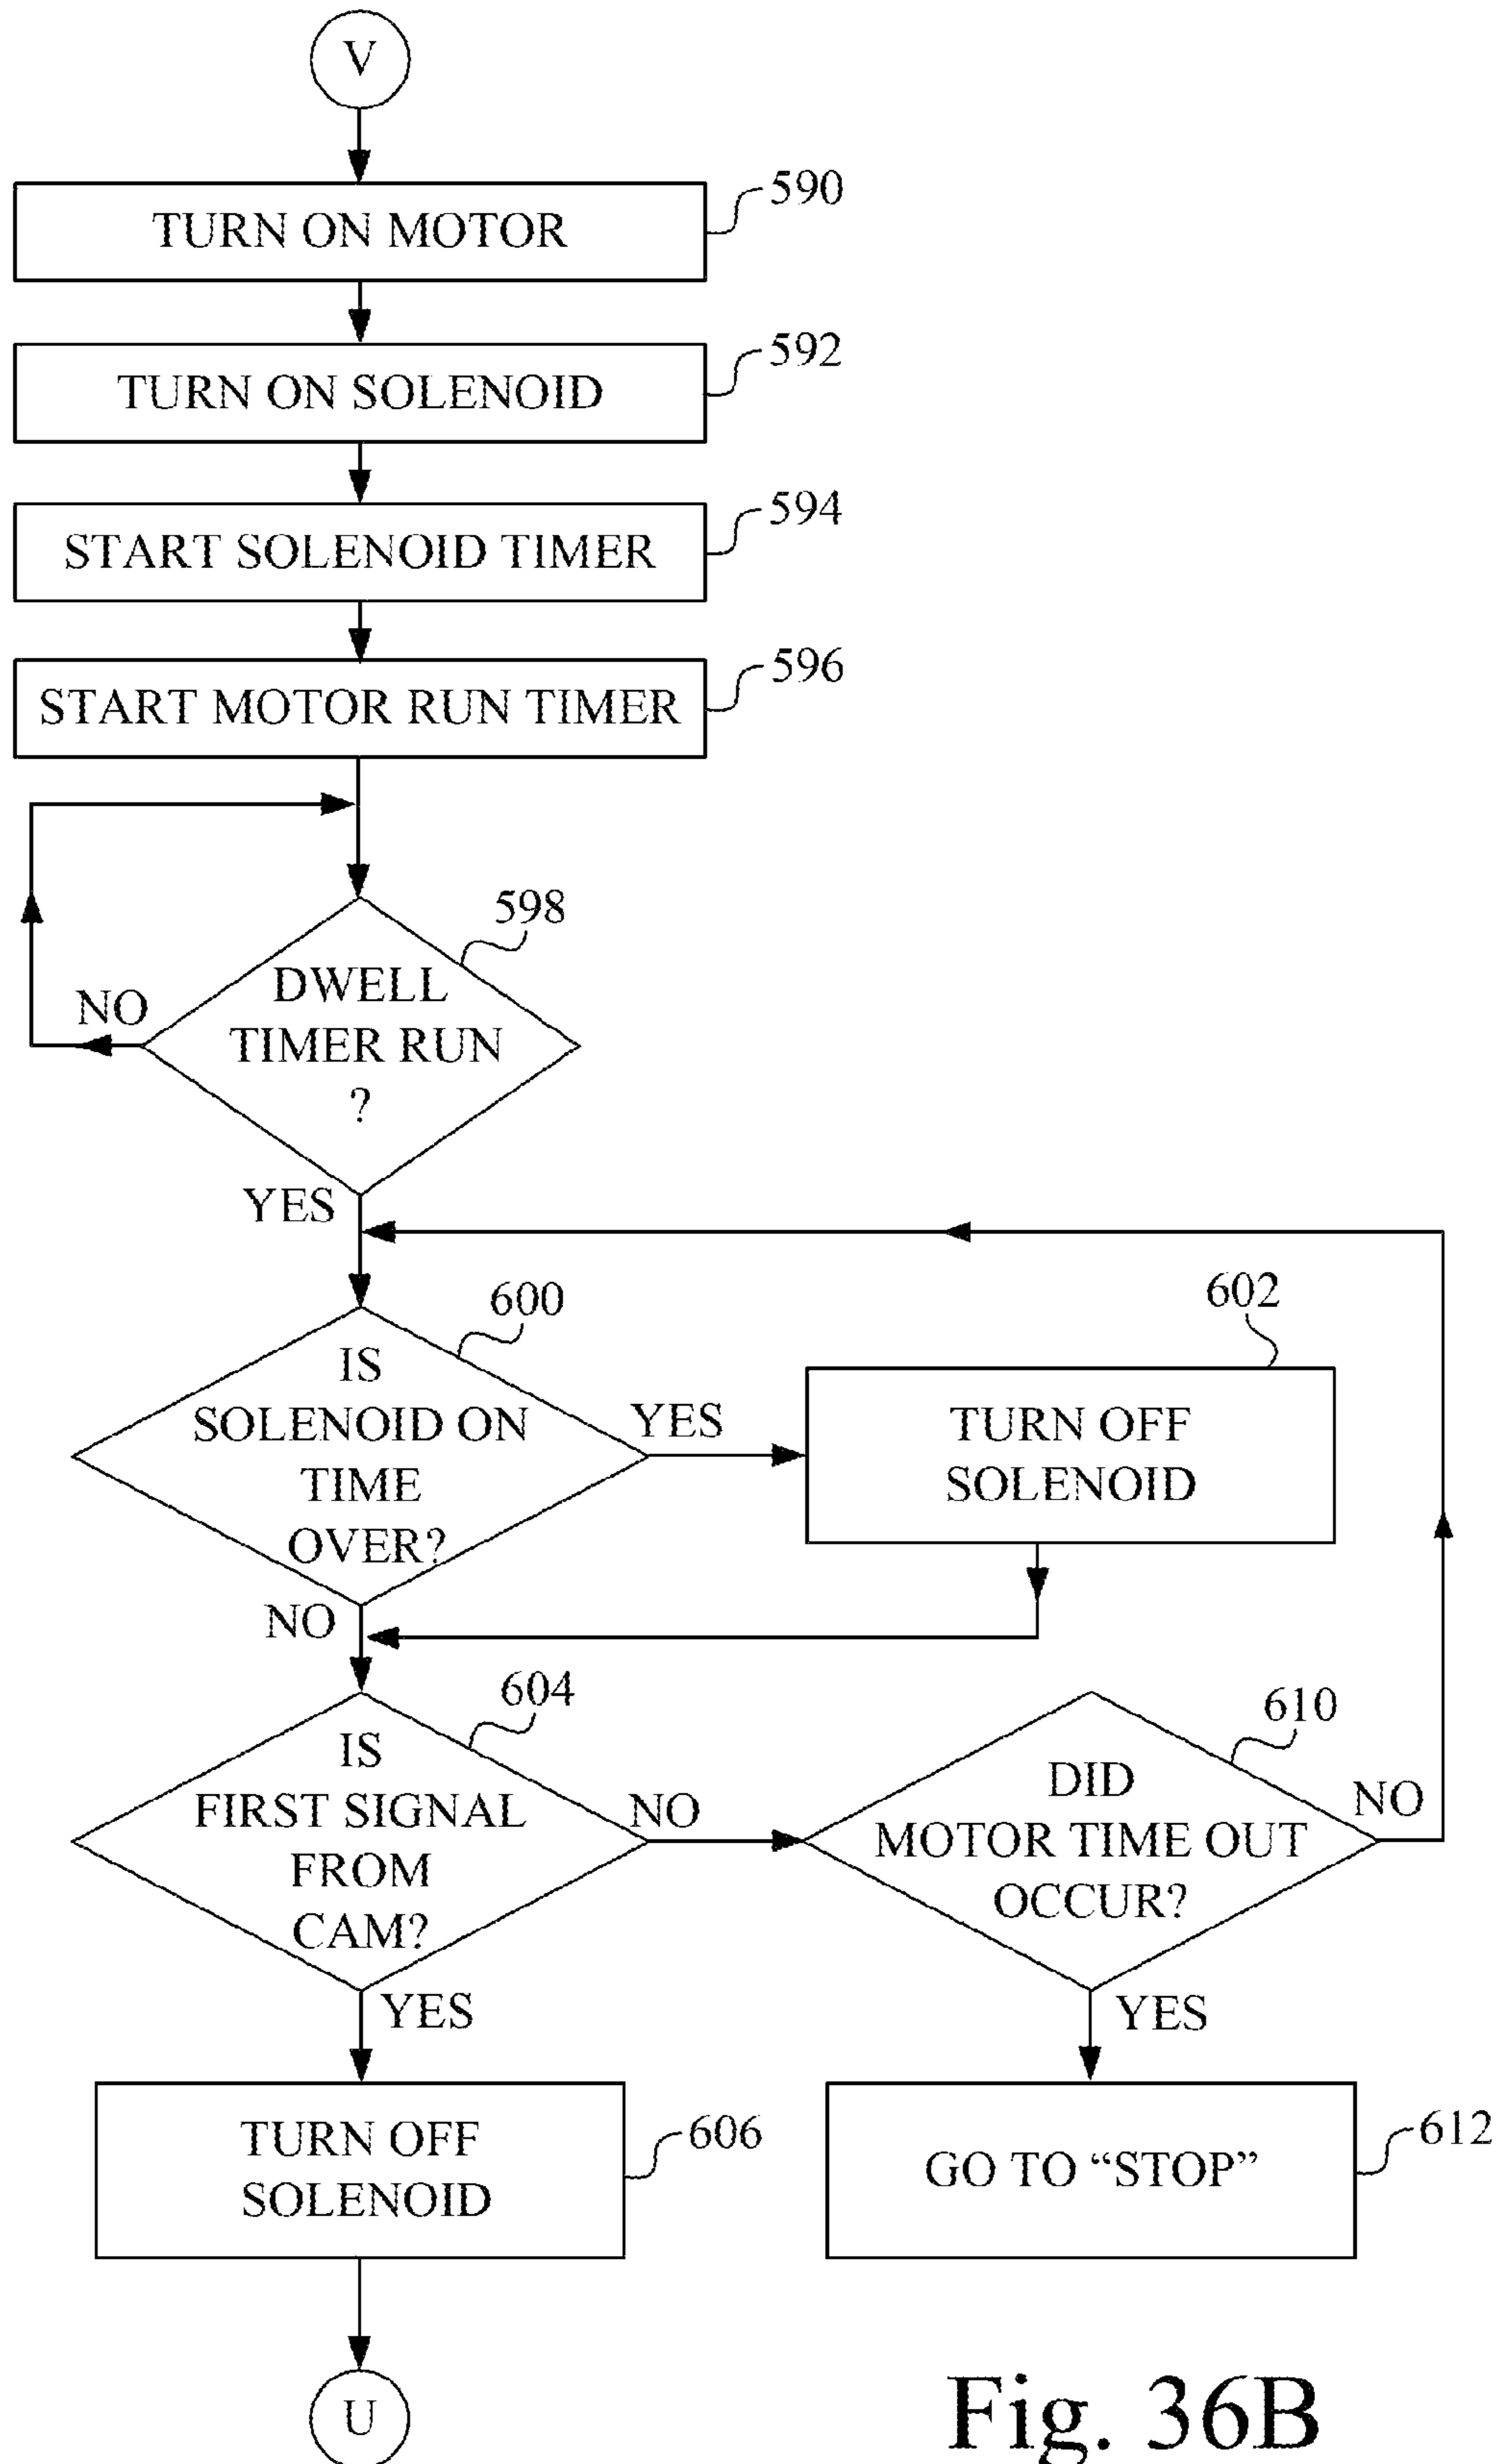 V
TURN ON MOTOR
590
TURN ON SOLENOID
592
START SOLENOID TIMER
594
START MOTOR RUN TIMER
596
598
DWELL
TIMER RUN
?
NO
YES
600
IS
SOLENOID ON
TIME
OVER?
YES
602
TURN OFF
SOLENOID
NO
604
IS
FIRST SIGNAL
FROM
CAM?
NO
610
DID
MOTOR TIME OUT
OCCUR?
NO
YES
YES
TURN OFF
SOLENOID
606
GO TO “STOP”
612
U
Fig. 36B